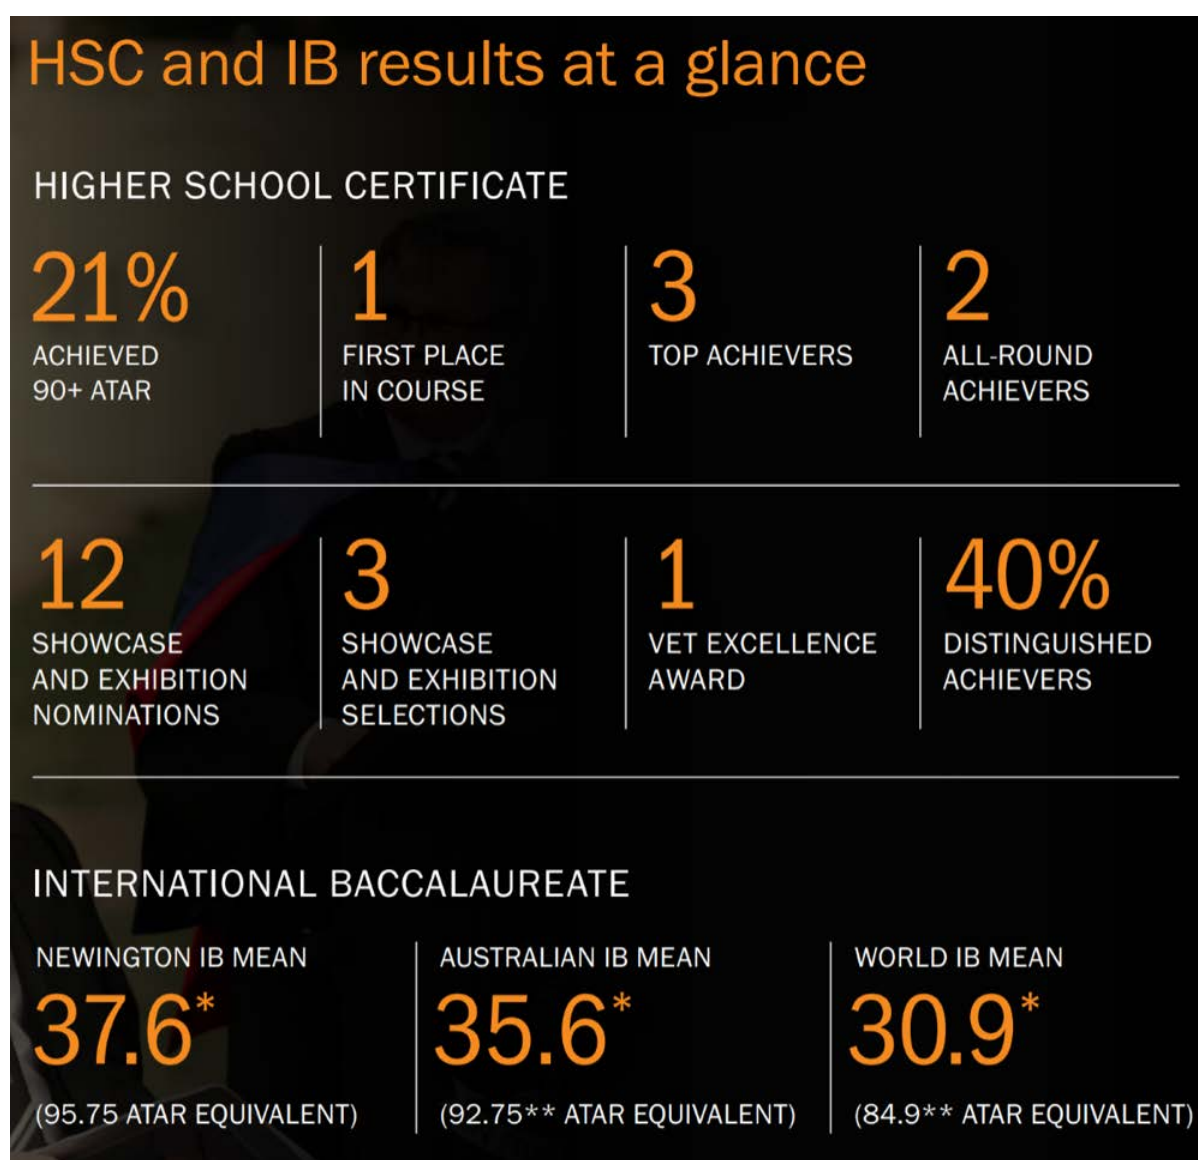 HSC and IB results at a glance
HIGHER SCHOOL CERTIFICATE
21%
ACHIEVED
90+ ATAR
1
FIRST PLACE
IN COURSE
3
TOP ACHIEVERS
2
ALL-ROUND
ACHIEVERS
12
SHOWCASE
AND EXHIBITION
NOMINATIONS
3
SHOWCASE
AND EXHIBITION
SELECTIONS
1
VET EXCELLENCE
AWARD
40%
DISTINGUISHED
ACHIEVERS
INTERNATIONAL BACCALAUREATE
NEWINGTON IB MEAN
37.6*
(95.75 ATAR EQUIVALENT)
AUSTRALIAN IB MEAN
35.6*
(92.75** ATAR EQUIVALENT)
WORLD IB MEAN
30.9*
(84.9** ATAR EQUIVALENT)